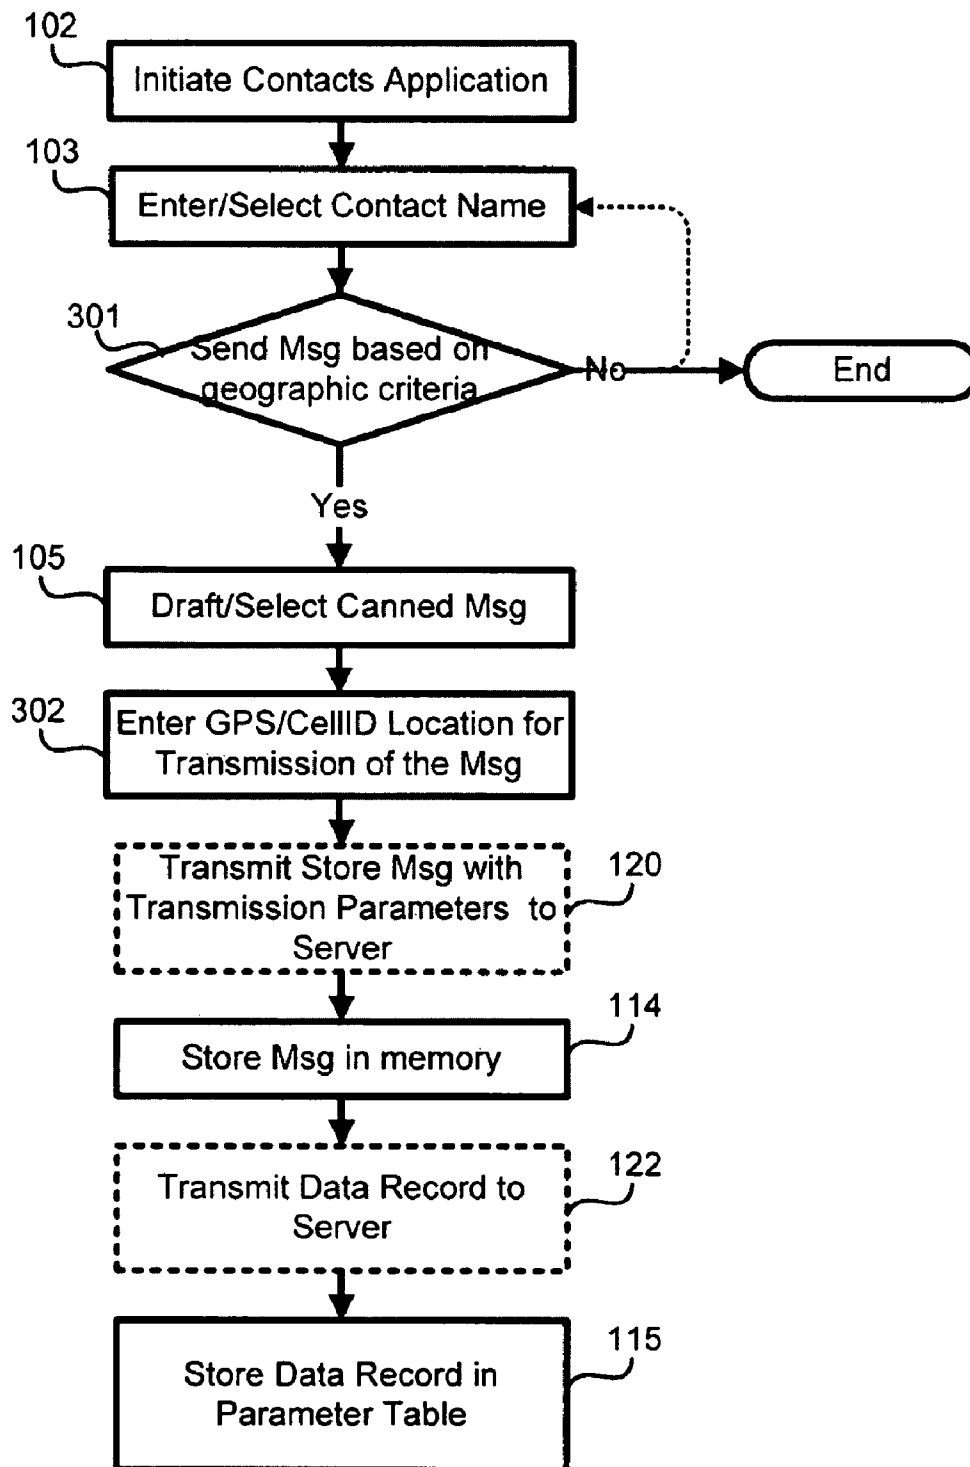 102
Initiate Contacts Application
103
Enter/Select Contact Name
301
Send Msg based on
geographic criteria
No
End
Yes
105
Draft/Select Canned Msg
302
Enter GPS/CellID Location for
Transmission of the Msg
120
Transmit Store Msg with
Transmission Parameters to
Server
114
Store Msg in memory
122
Transmit Data Record to
Server
115
Store Data Record in
Parameter Table